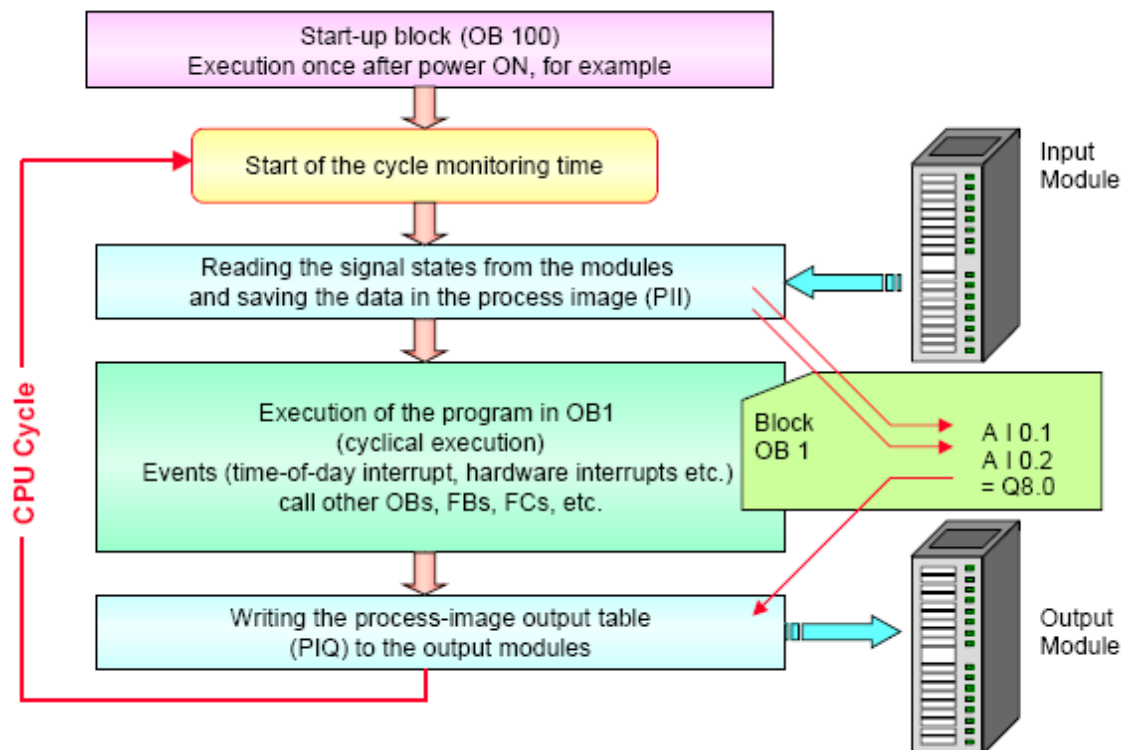 Start-up block (OB 100)
Execution once after power ON, for example
Start of the cycle monitoring time
Input
Module
Reading the signal states from the modules
and saving the data in the process image (PII)
CPU Cycle
Execution of the program in OB1
(cyclical execution)
Events (time-of-day interrupt, hardware interrupts etc.)
call other OBs, FBs, FCs, etc.
Block
OB 1
A I 0.1
A I 0.2
= Q8.0
Writing the process-image output table
(PIQ) to the output modules
Output
Module